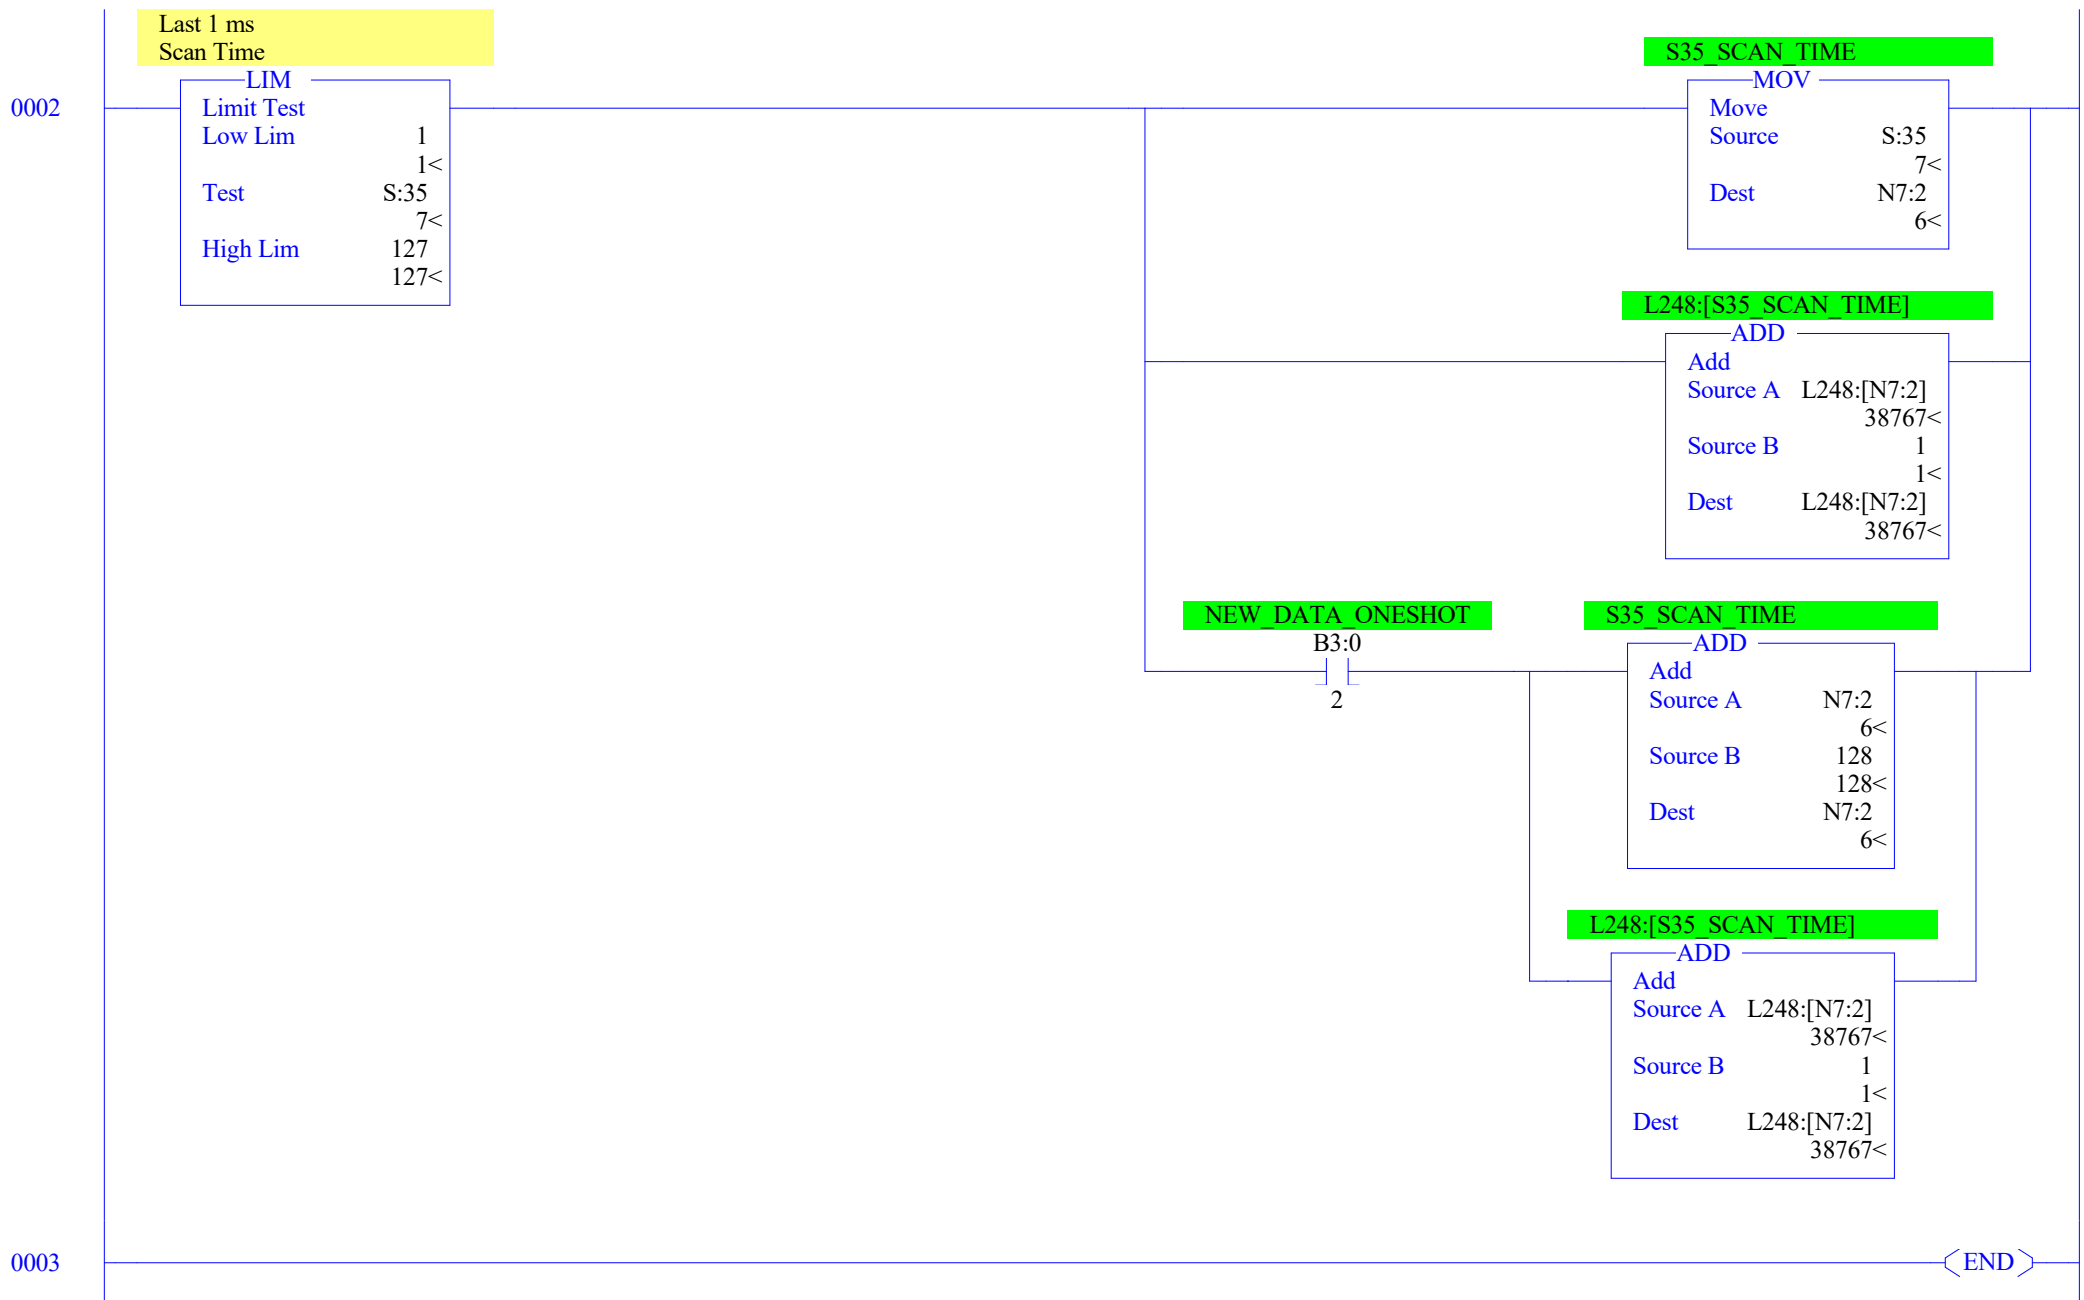 Last 1 ms
Scan Time
0002
LIM
Limit Test
Low Lim 1
1<
Test S:35
7<
High Lim 127
127<
S35_SCAN_TIME
MOV
Move
Source S:35
7<
Dest N7:2
6<
L248:[S35_SCAN_TIME]
ADD
Add
Source A L248:[N7:2]
38767<
Source B 1
1<
Dest L248:[N7:2]
38767<
NEW_DATA_ONESHOT
B3:0
2
S35_SCAN_TIME
ADD
Add
Source A N7:2
6<
Source B 128
128<
Dest N7:2
6<
L248:[S35_SCAN_TIME]
ADD
Add
Source A L248:[N7:2]
38767<
Source B 1
1<
Dest L248:[N7:2]
38767<
0003
END